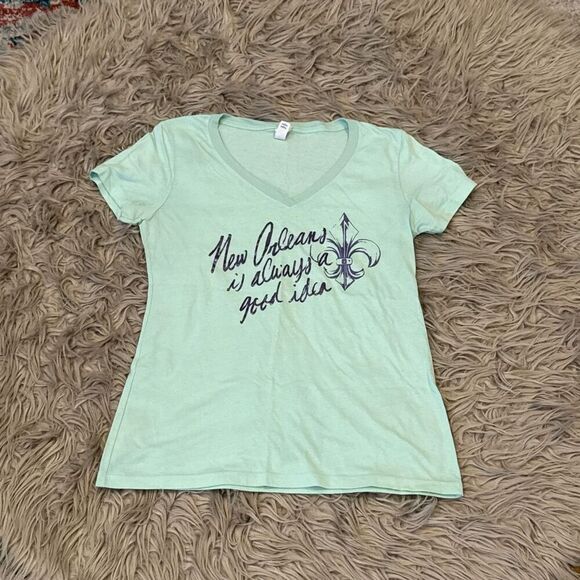 New Orleans
is always a
good idea